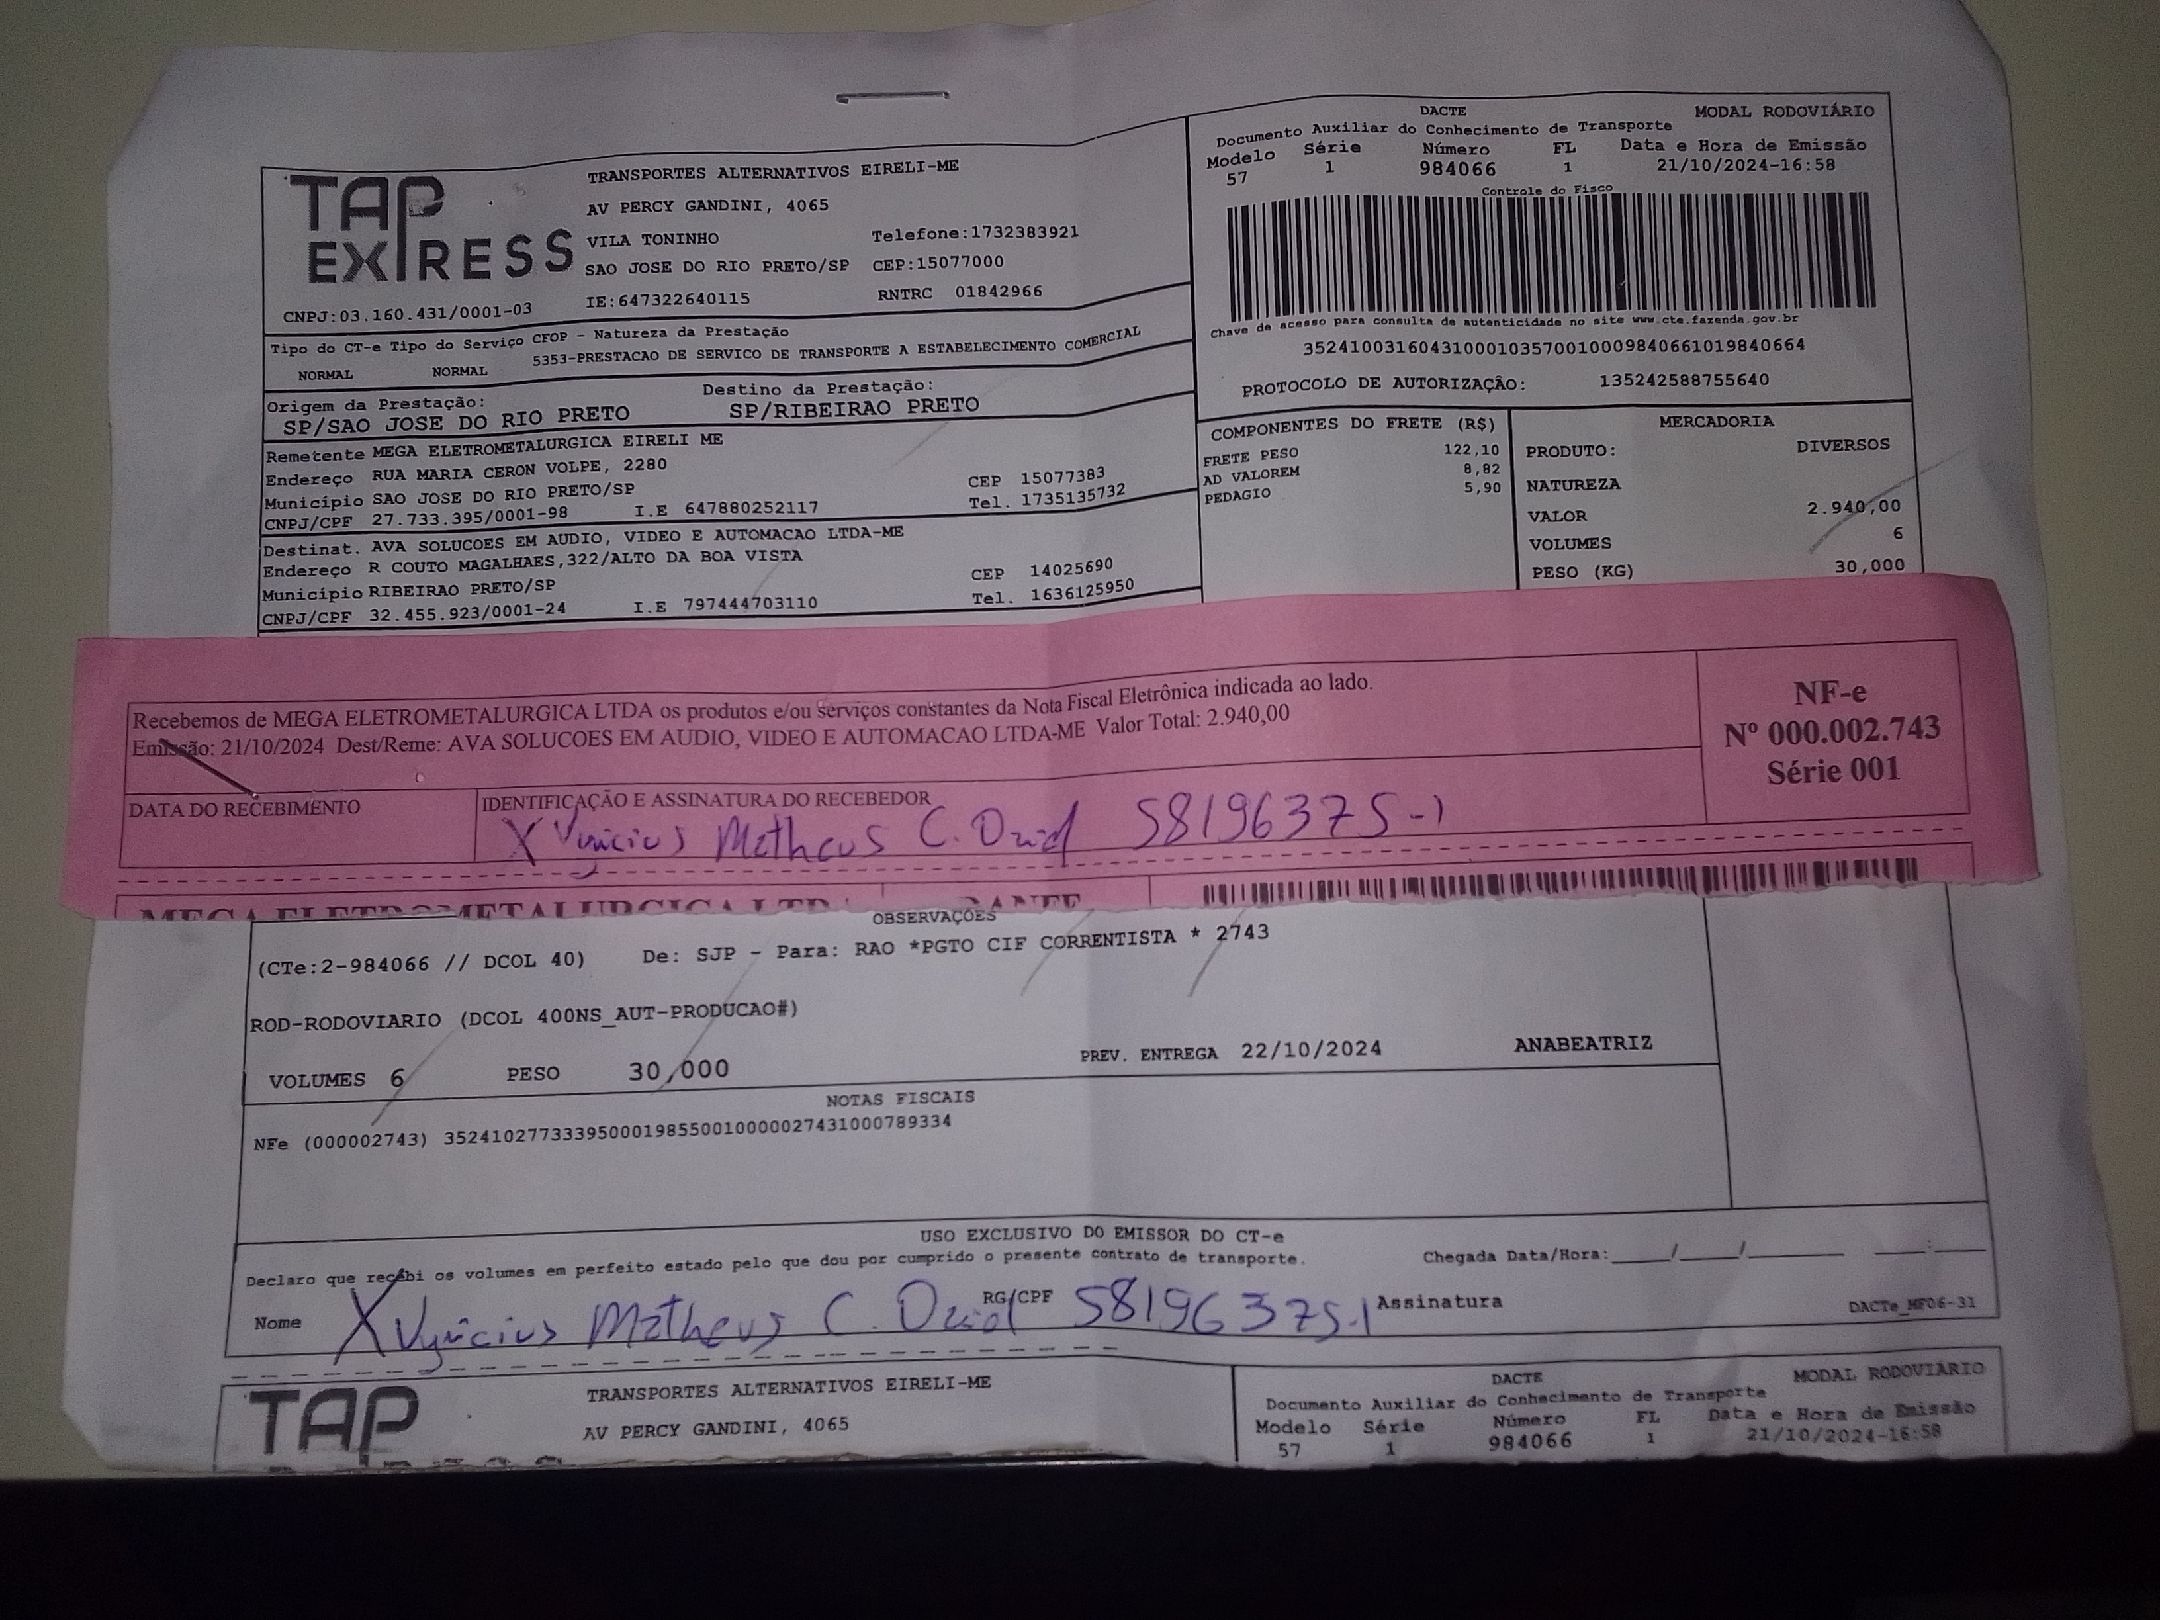 TAP EXPRESS
TRANSPORTES ALTERNATIVOS EIRELI-ME
AV PERCY GANDINI, 4065
VILA TONINHO Telefone:1732383921
SAO JOSE DO RIO PRETO/SP CEP:15077000
IE:647322640115 RNTRC 01842966
CNPJ:03.160.431/0001-03
DACTE MODAL RODOVIÁRIO
Documento Auxiliar do Conhecimento de Transporte
Modelo Série Número FL Data e Hora de Emissão
57 1 984066 1 21/10/2024-16:58
Controle do Fisco
Chave de acesso para consulta de autenticidade no site www.cte.fazenda.gov.br
35241003160431000103570010009840661019840664
PROTOCOLO DE AUTORIZAÇÃO: 135242588755640
Tipo do CT-e Tipo do Serviço CFOP - Natureza da Prestação
NORMAL NORMAL 5353-PRESTACAO DE SERVICO DE TRANSPORTE A ESTABELECIMENTO COMERCIAL
Origem da Prestação: Destino da Prestação:
SP/SAO JOSE DO RIO PRETO SP/RIBEIRAO PRETO
Remetente MEGA ELETROMETALURGICA EIRELI ME
Endereço RUA MARIA CERON VOLPE, 2280 CEP 15077383
Município SAO JOSE DO RIO PRETO/SP Tel. 1735135732
CNPJ/CPF 27.733.395/0001-98 I.E 647880252117
Destinat. AVA SOLUCOES EM AUDIO, VIDEO E AUTOMACAO LTDA-ME
Endereço R COUTO MAGALHAES,322/ALTO DA BOA VISTA CEP 14025690
Município RIBEIRAO PRETO/SP Tel. 1636125950
CNPJ/CPF 32.455.923/0001-24 I.E 797444703110
COMPONENTES DO FRETE (R$)
FRETE PESO 122,10
AD VALOREM 8,82
PEDAGIO 5,90
MERCADORIA
PRODUTO: DIVERSOS
NATUREZA
VALOR 2.940,00
VOLUMES 6
PESO (KG) 30,000
Recebemos de MEGA ELETROMETALURGICA LTDA os produtos e/ou serviços constantes da Nota Fiscal Eletrônica indicada ao lado.
Emissão: 21/10/2024 Dest/Reme: AVA SOLUCOES EM AUDIO, VIDEO E AUTOMACAO LTDA-ME Valor Total: 2.940,00
NF-e
Nº 000.002.743
Série 001
DATA DO RECEBIMENTO IDENTIFICAÇÃO E ASSINATURA DO RECEBEDOR
X Vynicius Matheus C. 58196375-1
MEGA ELETROMETALURGICA LTDA DANFE
OBSERVAÇÕES
(CTe:2-984066 // DCOL 40) De: SJP - Para: RAO *PGTO CIF CORRENTISTA * 2743
ROD-RODOVIARIO (DCOL 400NS_AUT-PRODUCAO#)
VOLUMES 6 PESO 30,000 PREV. ENTREGA 22/10/2024 ANABEATRIZ
NOTAS FISCAIS
NFe (000002743) 35241027733395000198550010000027431000789334
USO EXCLUSIVO DO EMISSOR DO CT-e
Declaro que recebi os volumes em perfeito estado pelo que dou por cumprido o presente contrato de transporte. Chegada Data/Hora:____/____/______ ___:___
Nome X Vynicius Matheus C. RG/CPF 58196375-1 Assinatura DACTe_MF06-31
TAP
TRANSPORTES ALTERNATIVOS EIRELI-ME
AV PERCY GANDINI, 4065
DACTE MODAL RODOVIÁRIO
Documento Auxiliar do Conhecimento de Transporte
Modelo Série Número FL Data e Hora de Emissão
57 1 984066 1 21/10/2024-16:58